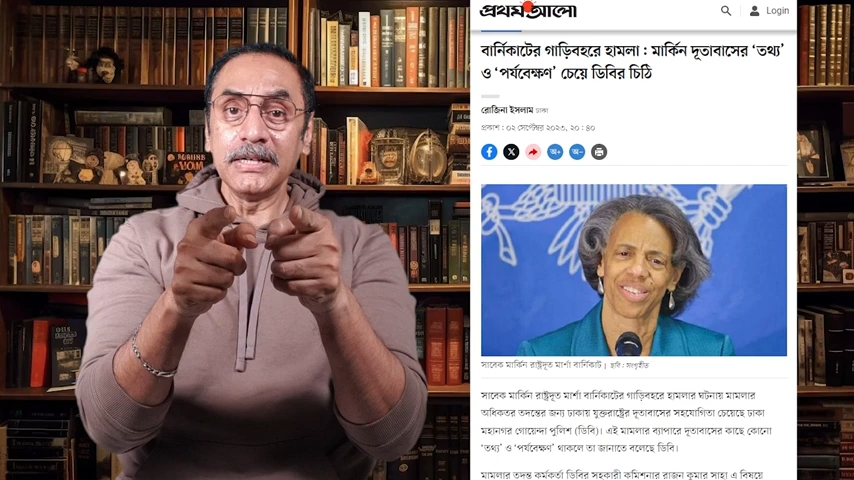 প্রথম আলো
Login
বার্নিকাটের গাড়িবহরে হামলা : মার্কিন দূতাবাসের ‘তথ্য’
ও ‘পর্যবেক্ষণ’ চেয়ে ডিবির চিঠি
রোজিনা ইসলাম ঢাকা
প্রকাশ: ০২ সেপ্টেম্বর ২০২৩, ২০: ৪০
অ+ অ-
সাবেক মার্কিন রাষ্ট্রদূত মার্শা বার্নিকাট | ছবি: সংগৃহীত
সাবেক মার্কিন রাষ্ট্রদূত মার্শা বার্নিকাটের গাড়িবহরে হামলার ঘটনায় মামলার
অধিকতর তদন্তের জন্য ঢাকায় যুক্তরাষ্ট্রের দূতাবাসের সহযোগিতা চেয়েছে ঢাকা
মহানগর গোয়েন্দা পুলিশ (ডিবি)। এই মামলার ব্যাপারে দূতাবাসের কাছে কোনো
‘তথ্য’ ও ‘পর্যবেক্ষণ’ থাকলে তা জানাতে বলেছে ডিবি।
মামলার তদন্ত কর্মকর্তা ডিবির সহকারী কমিশনার রাজন কুমার সাহা এ বিষয়ে